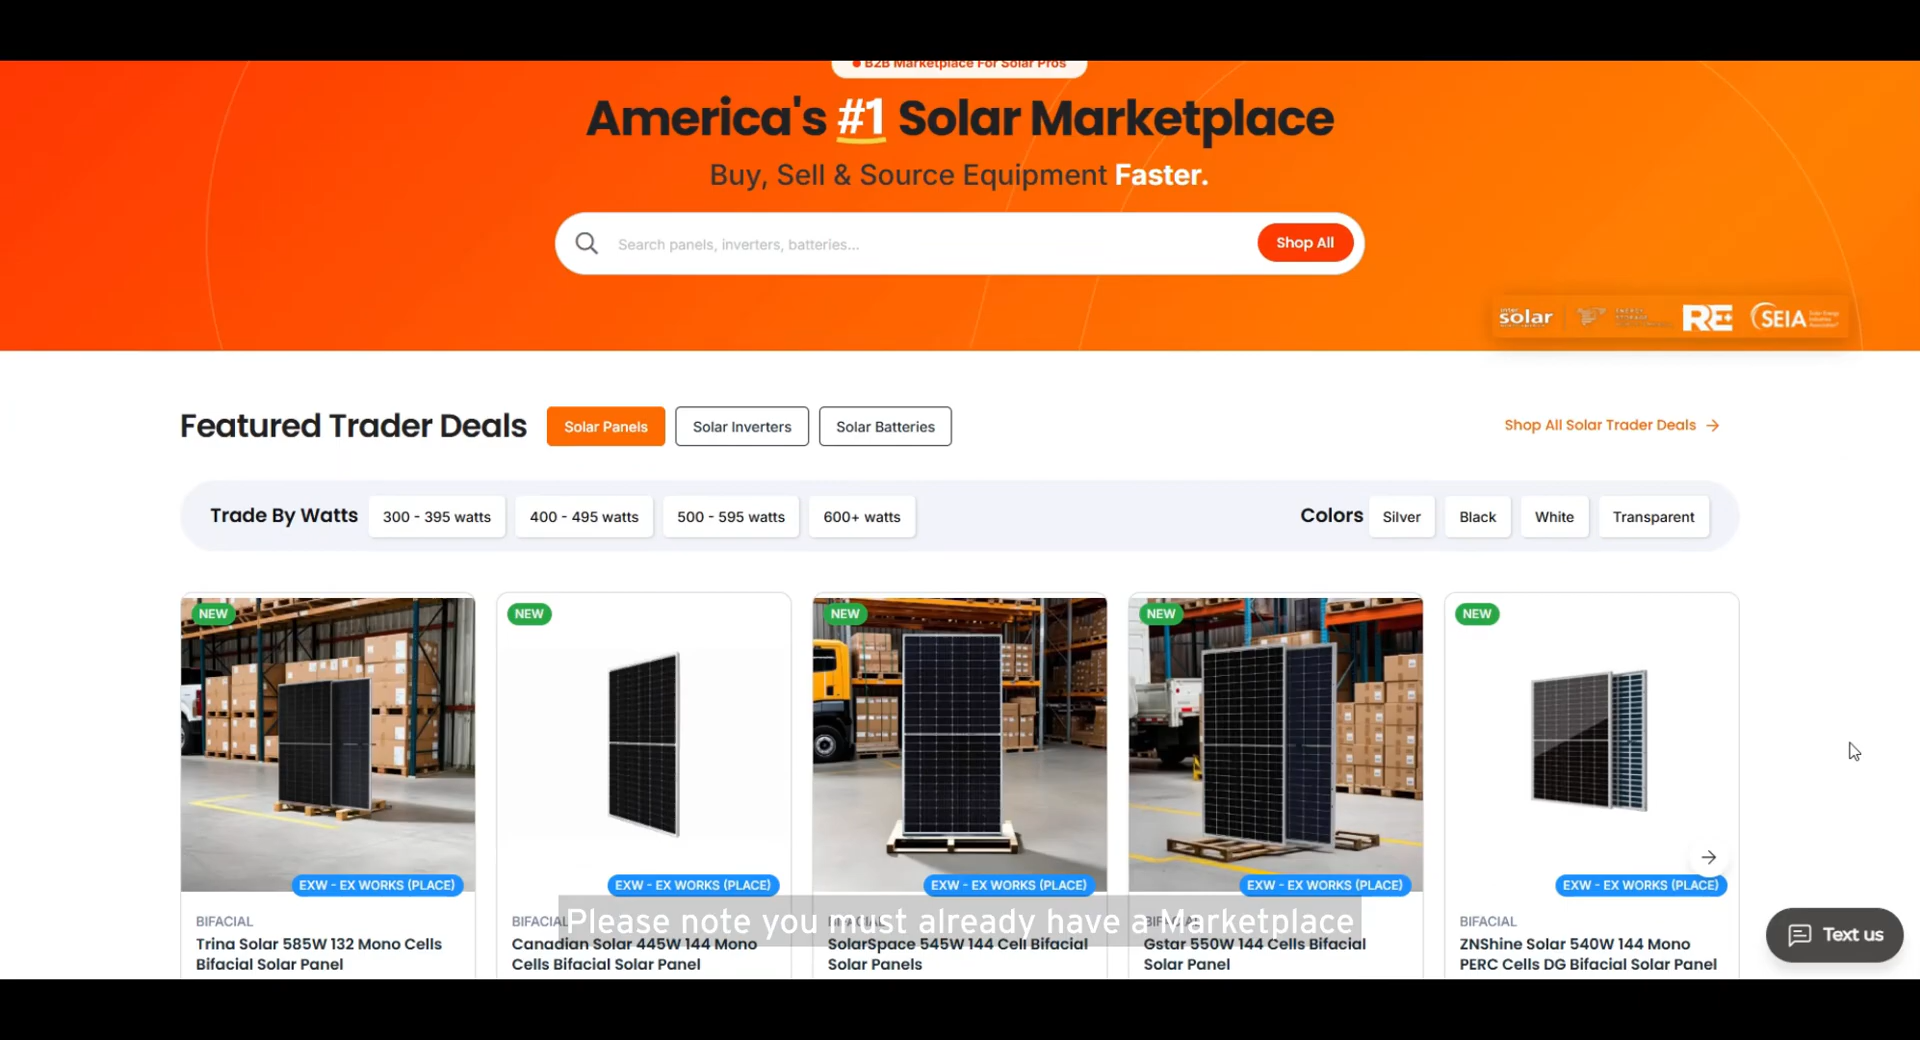 B2B Marketplace For Solar Pros
America's #1 Solar Marketplace
Buy, Sell & Source Equipment Faster.
Search panels, inverters, batteries...
Shop All
solar
RE+
SEIA
Featured Trader Deals
Solar Panels
Solar Inverters
Solar Batteries
Shop All Solar Trader Deals
Trade By Watts
300 - 395 watts
400 - 495 watts
500 - 595 watts
600+ watts
Colors
Silver
Black
White
Transparent
NEW
NEW
NEW
NEW
NEW
EXW - EX WORKS (PLACE)
EXW - EX WORKS (PLACE)
EXW - EX WORKS (PLACE)
EXW - EX WORKS (PLACE)
EXW - EX WORKS (PLACE)
BIFACIAL
Trina Solar 585W 132 Mono Cells
Bifacial Solar Panel
BIFACIAL
Canadian Solar 445W 144 Mono
Cells Bifacial Solar Panel
BIFACIAL
SolarSpace 545W 144 Cell Bifacial
Solar Panels
BIFACIAL
Gstar 550W 144 Cells Bifacial
Solar Panel
BIFACIAL
ZNShine Solar 540W 144 Mono
PERC Cells DG Bifacial Solar Panel
Please note you must already have a Marketplace
Text us